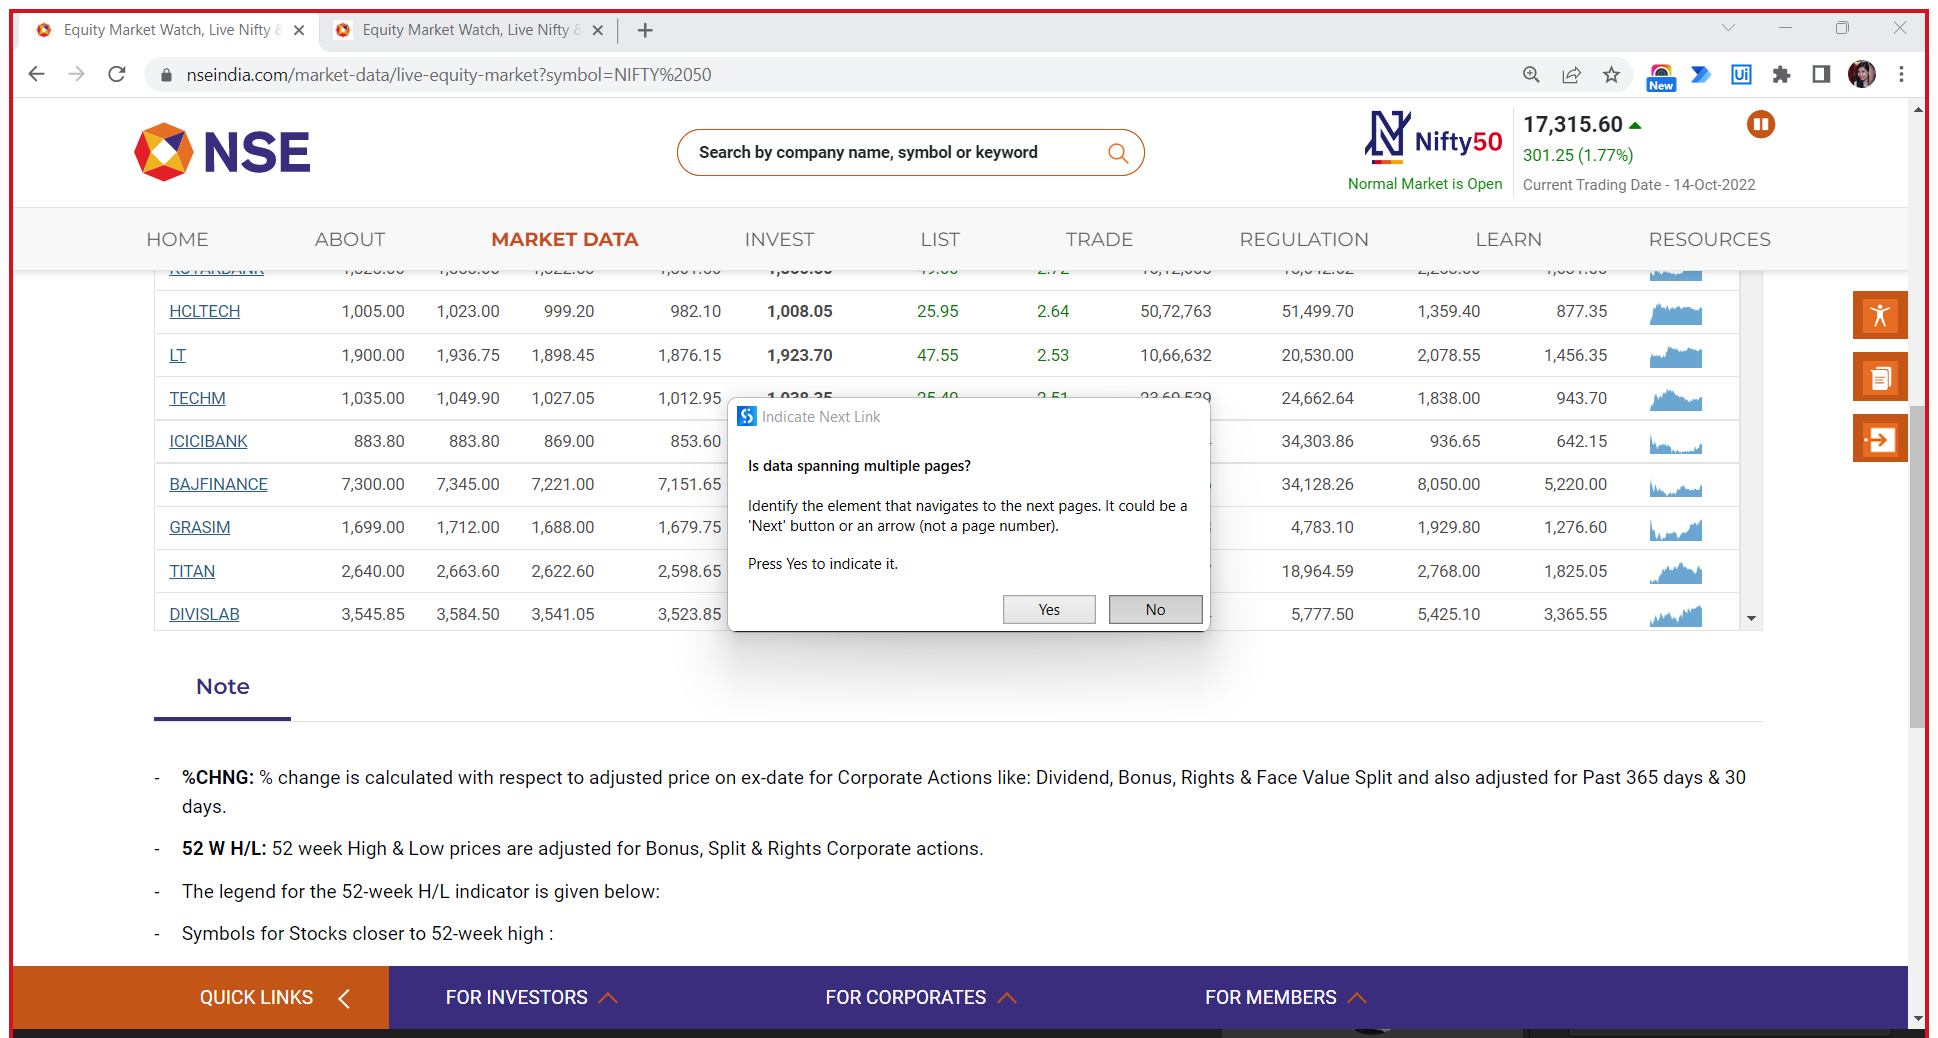 Equity Market Watch, Live Nifty &
Equity Market Watch, Live Nifty &
nseindia.com/market-data/live-equity-market?symbol=NIFTY%2050
New
Ui
NSE
Search by company name, symbol or keyword
Nifty50
Normal Market is Open
17,315.60
301.25 (1.77%)
Current Trading Date - 14-Oct-2022
HOME ABOUT MARKET DATA INVEST LIST TRADE REGULATION LEARN RESOURCES
HCLTECH 1,005.00 1,023.00 999.20 982.10 1,008.05 25.95 2.64 50,72,763 51,499.70 1,359.40 877.35
LT 1,900.00 1,936.75 1,898.45 1,876.15 1,923.70 47.55 2.53 10,66,632 20,530.00 2,078.55 1,456.35
TECHM 1,035.00 1,049.90 1,027.05 1,012.95 24,662.64 1,838.00 943.70
ICICIBANK 883.80 883.80 869.00 853.60 34,303.86 936.65 642.15
BAJFINANCE 7,300.00 7,345.00 7,221.00 7,151.65 34,128.26 8,050.00 5,220.00
GRASIM 1,699.00 1,712.00 1,688.00 1,679.75 4,783.10 1,929.80 1,276.60
TITAN 2,640.00 2,663.60 2,622.60 2,598.65 18,964.59 2,768.00 1,825.05
DIVISLAB 3,545.85 3,584.50 3,541.05 3,523.85 5,777.50 5,425.10 3,365.55
Indicate Next Link
Is data spanning multiple pages?
Identify the element that navigates to the next pages. It could be a
'Next' button or an arrow (not a page number).
Press Yes to indicate it.
Yes No
Note
- %CHNG: % change is calculated with respect to adjusted price on ex-date for Corporate Actions like: Dividend, Bonus, Rights & Face Value Split and also adjusted for Past 365 days & 30
days.
- 52 W H/L: 52 week High & Low prices are adjusted for Bonus, Split & Rights Corporate actions.
- The legend for the 52-week H/L indicator is given below:
- Symbols for Stocks closer to 52-week high :
QUICK LINKS FOR INVESTORS FOR CORPORATES FOR MEMBERS